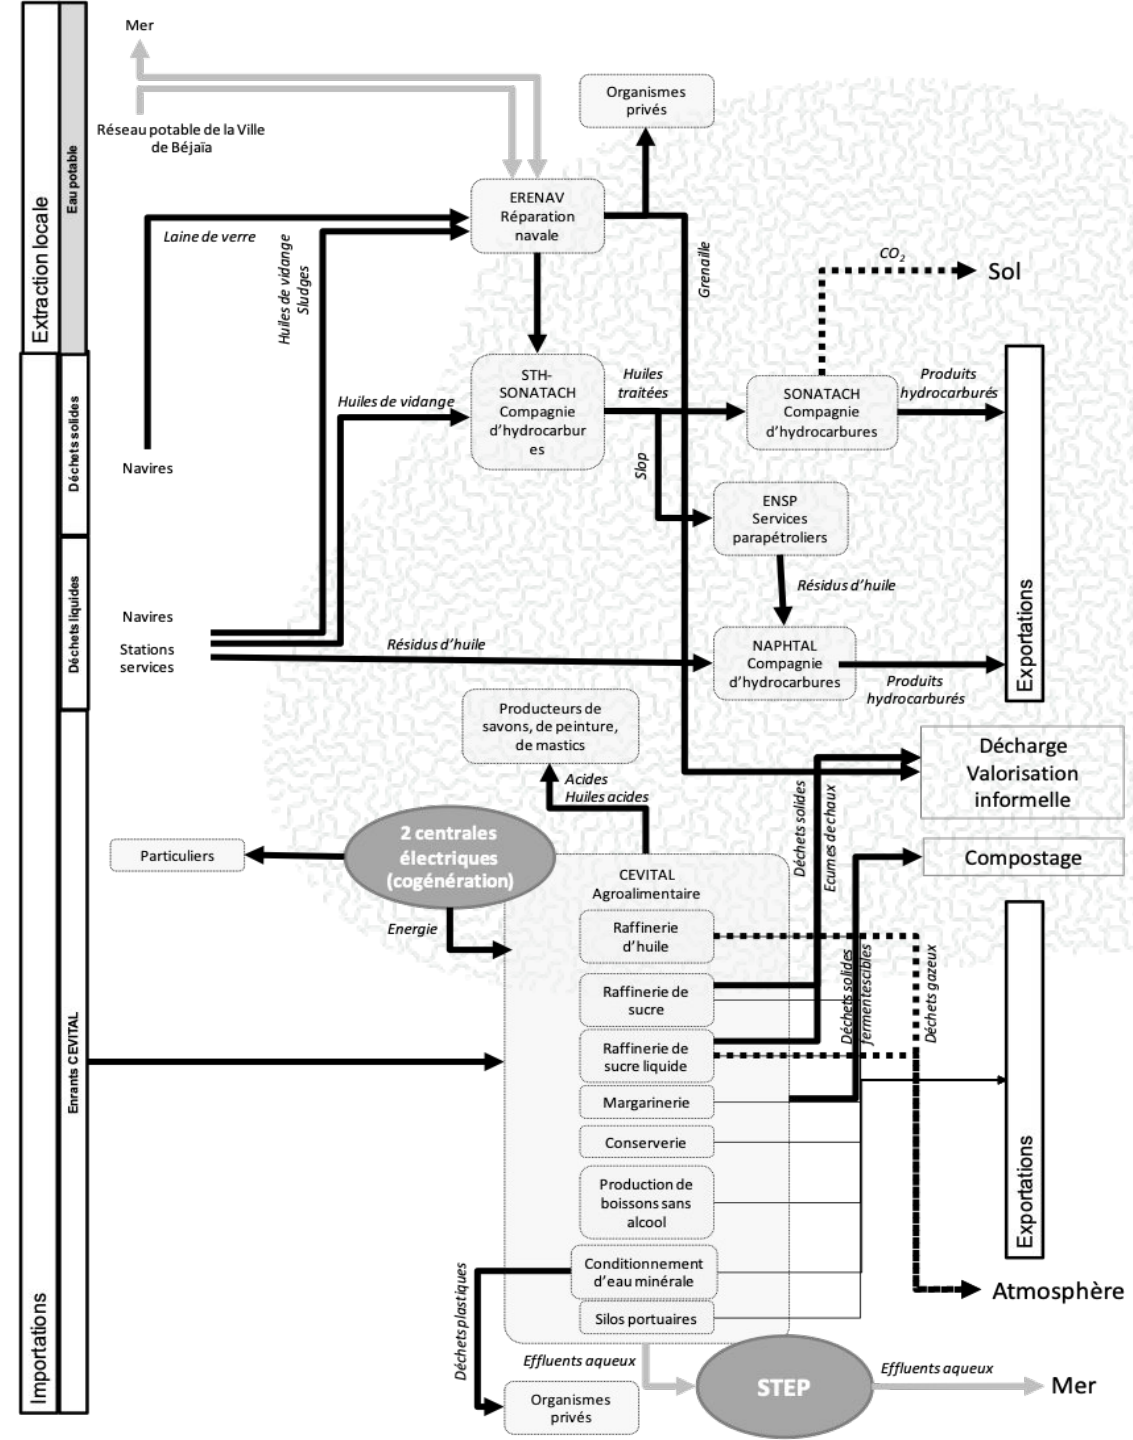 Mer
Réseau potable de la Ville
de Béjaïa
Extraction locale
Eau potable
Organismes
privés
ERENAV
Réparation
navale
Laine de verre
Huiles de vidange
Sludges
Grenaille
CO2
Sol
Déchets solides
Navires
Huiles de vidange
STH-
SONATACH
Compagnie
d'hydrocarbur
es
Huiles
traitées
SONATACH
Compagnie
d'hydrocarbures
Produits
hydrocarburés
Slop
ENSP
Services
parapétroliers
Résidus d'huile
Exportations
Déchets liquides
Navires
Stations
services
Résidus d'huile
NAPHTAL
Compagnie
d'hydrocarbures
Produits
hydrocarburés
Producteurs de
savons, de peinture,
de mastics
Acides
Huiles acides
Déchets solides
Ecumes de chaux
Décharge
Valorisation
informelle
Compostage
2 centrales
électriques
(cogénération)
Particuliers
Energie
CEVITAL
Agroalimentaire
Raffinerie
d'huile
Raffinerie de
sucre
Raffinerie de
sucre liquide
Margarinerie
Conserverie
Production de
boissons sans
alcool
Conditionnement
d'eau minérale
Silos portuaires
Déchets solides
fermentescibles
Déchets gazeux
Exportations
Atmosphère
Importations
Enrants CEVITAL
Déchets plastiques
Organismes
privés
Effluents aqueux
STEP
Effluents aqueux
Mer